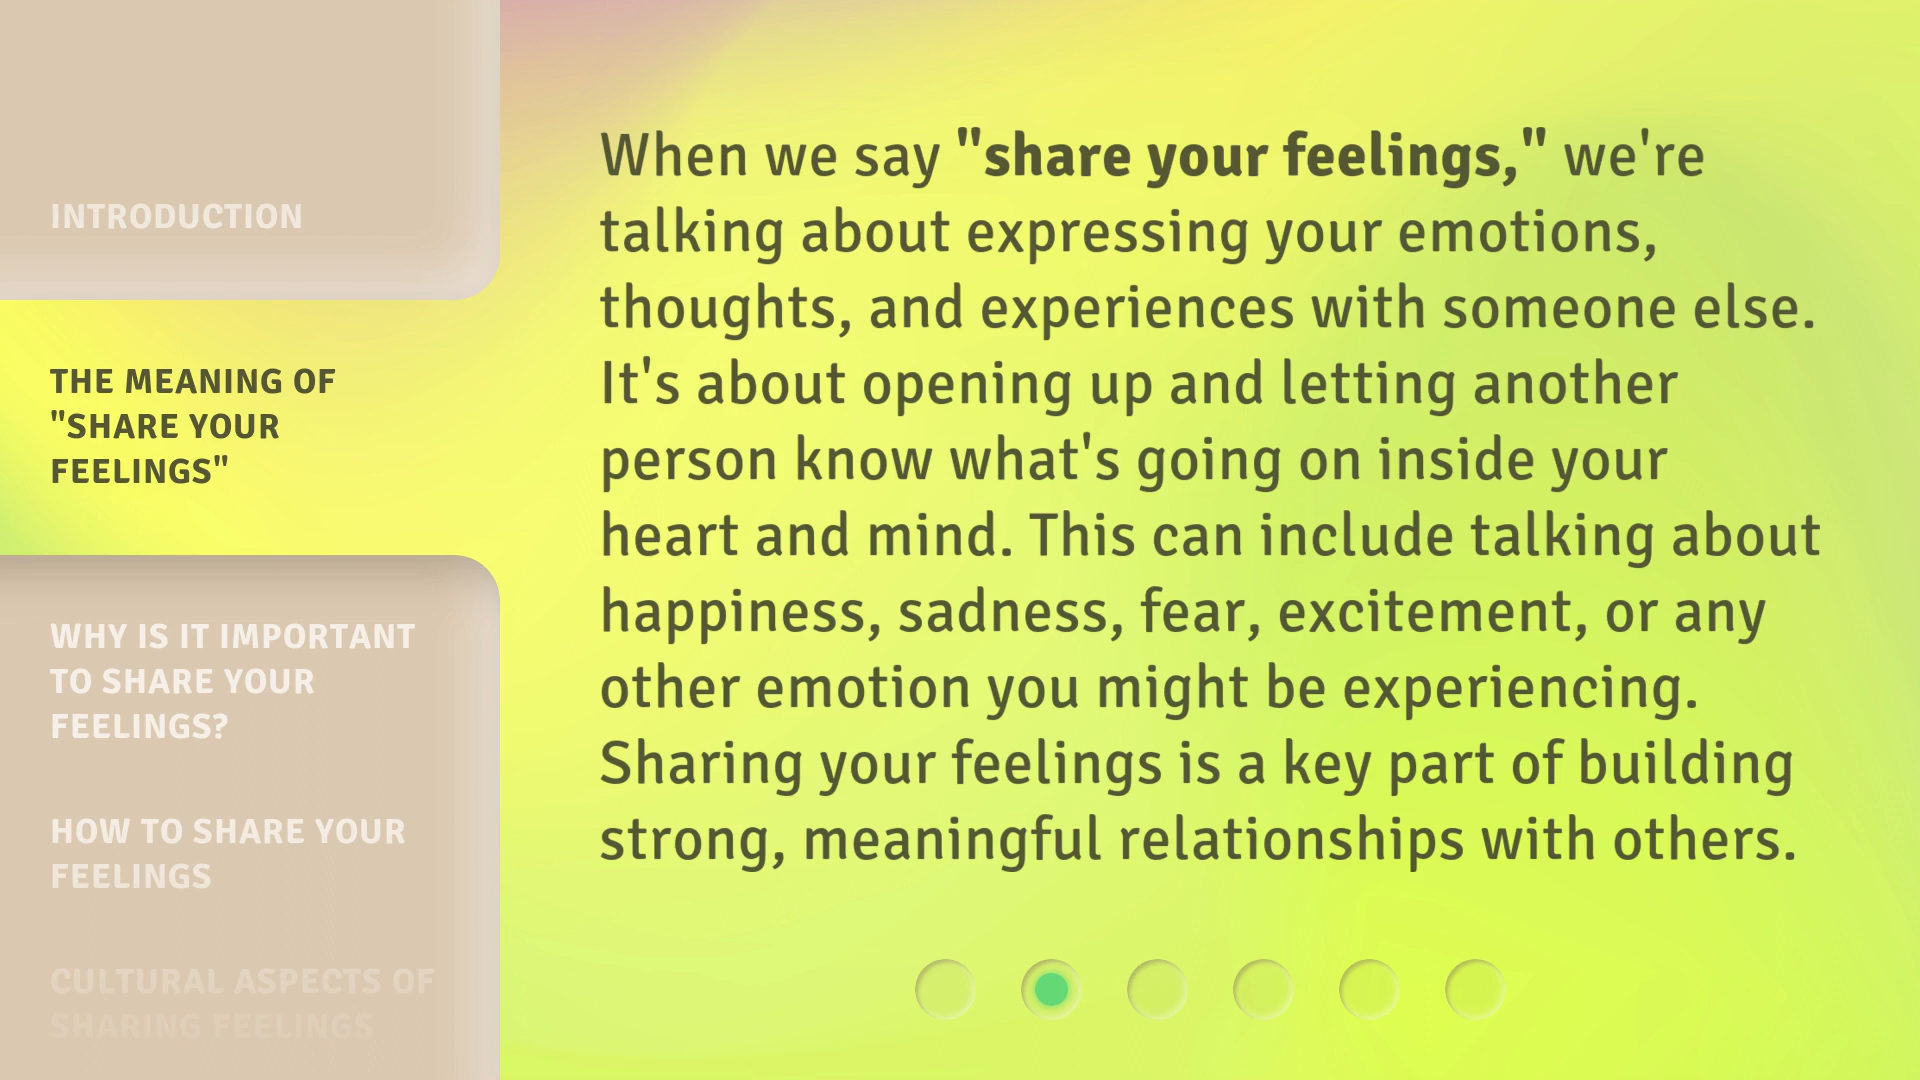 INTRODUCTION
THE MEANING OF
"SHARE YOUR
FEELINGS"
WHY IS IT IMPORTANT
TO SHARE YOUR
FEELINGS?
HOW TO SHARE YOUR
FEELINGS
CULTURAL ASPECTS OF
SHARING FEELINGS
When we say "share your feelings," we're
talking about expressing your emotions,
thoughts, and experiences with someone else.
It's about opening up and letting another
person know what's going on inside your
heart and mind. This can include talking about
happiness, sadness, fear, excitement, or any
other emotion you might be experiencing.
Sharing your feelings is a key part of building
strong, meaningful relationships with others.